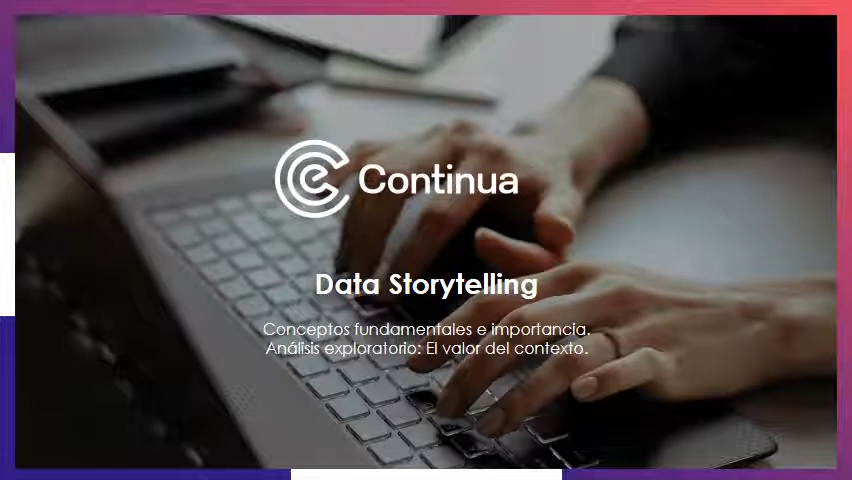 Continua
Data Storytelling
Conceptos fundamentales e importancia.
Análisis exploratorio: El valor del contexto.